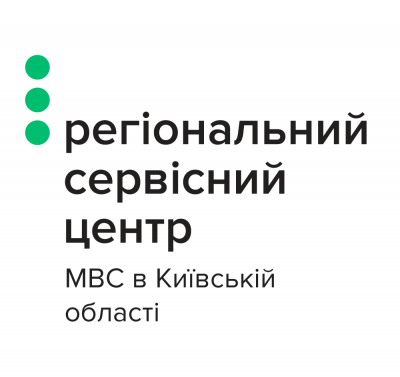 регіональний
сервісний
центр
МВС в Київській
області